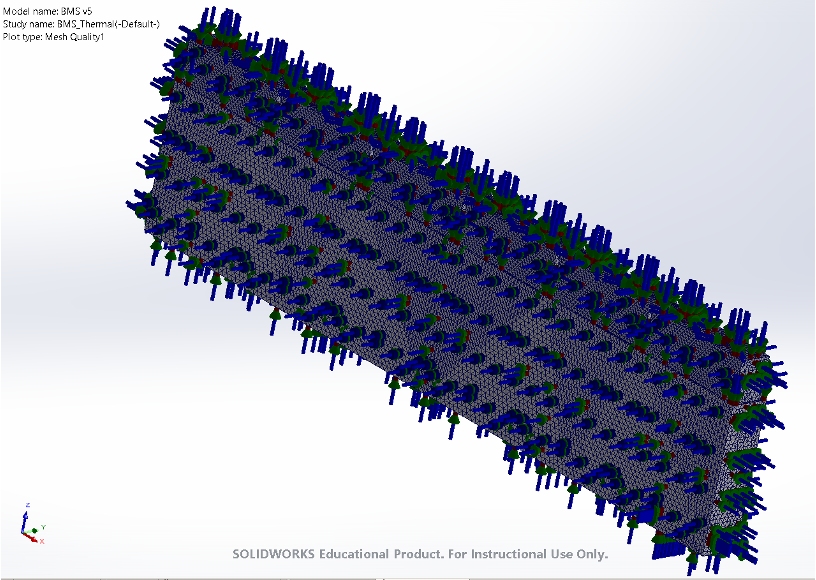 Model name: BMS v5
Study name: BMS_Thermal(-Default-)
Plot type: Mesh Quality1
Z
Y
X
SOLIDWORKS Educational Product. For Instructional Use Only.